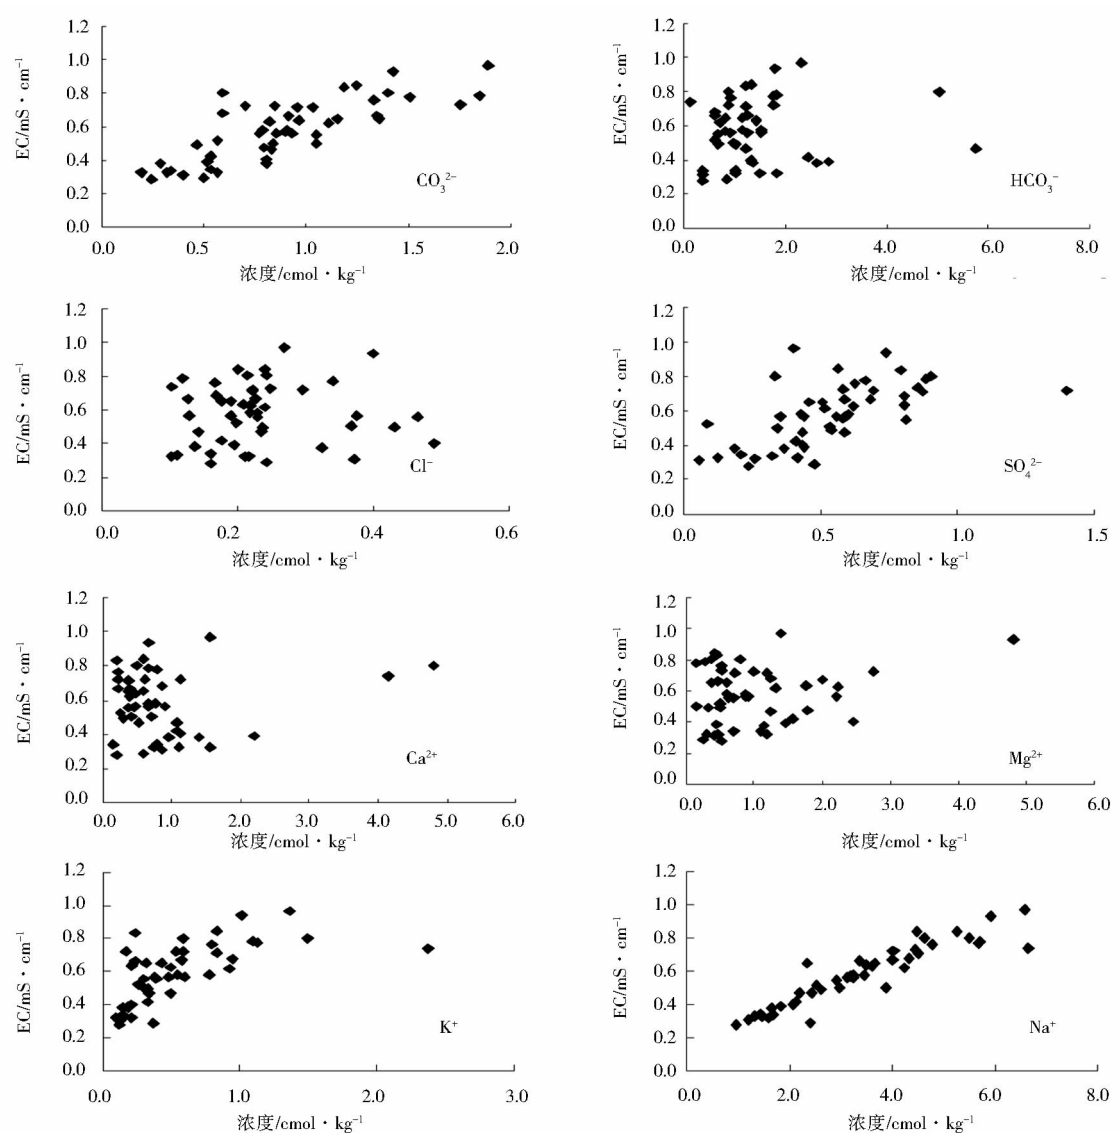 1.2
1.0
0.8
0.6
0.4
0.2
0.0
EC/mS · cm⁻¹
CO₃²⁻
0.0 0.5 1.0 1.5 2.0
浓度/cmol · kg⁻¹
1.2
1.0
0.8
0.6
0.4
0.2
0.0
EC/mS · cm⁻¹
HCO₃⁻
0.0 2.0 4.0 6.0 8.0
浓度/cmol · kg⁻¹
1.2
1.0
0.8
0.6
0.4
0.2
0.0
EC/mS · cm⁻¹
Cl⁻
0.0 0.2 0.4 0.6
浓度/cmol · kg⁻¹
1.2
1.0
0.8
0.6
0.4
0.2
0.0
EC/mS · cm⁻¹
SO₄²⁻
0.0 0.5 1.0 1.5
浓度/cmol · kg⁻¹
1.2
1.0
0.8
0.6
0.4
0.2
0.0
EC/mS · cm⁻¹
Ca²⁺
0.0 1.0 2.0 3.0 4.0 5.0 6.0
浓度/cmol · kg⁻¹
1.2
1.0
0.8
0.6
0.4
0.2
0.0
EC/mS · cm⁻¹
Mg²⁺
0.0 1.0 2.0 3.0 4.0 5.0 6.0
浓度/cmol · kg⁻¹
1.2
1.0
0.8
0.6
0.4
0.2
0.0
EC/mS · cm⁻¹
K⁺
0.0 1.0 2.0 3.0
浓度/cmol · kg⁻¹
1.2
1.0
0.8
0.6
0.4
0.2
0.0
EC/mS · cm⁻¹
Na⁺
0.0 2.0 4.0 6.0 8.0
浓度/cmol · kg⁻¹